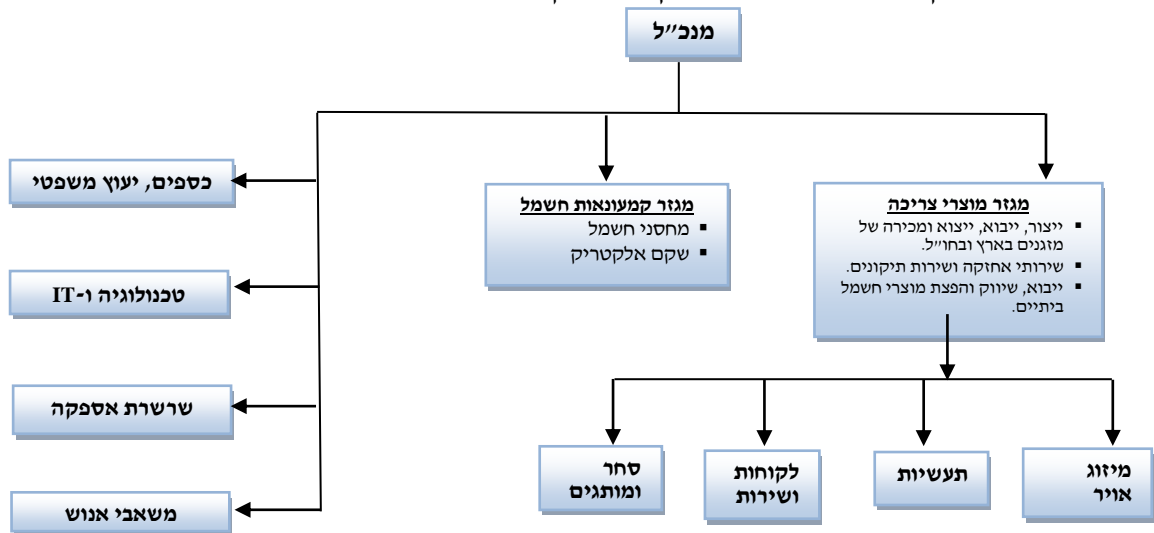 מנכ״ל
מגזר מוצרי צריכה
▪ ייצור, ייבוא, ייצוא ומכירה של
מזגנים בארץ ובחו״ל.
▪ שירותי אחזקה ושירות תיקונים.
▪ ייבוא, שיווק והפצת מוצרי חשמל
ביתיים.
מגזר קמעונאות חשמל
▪ מחסני חשמל
▪ שקם אלקטריק
כספים, יעוץ משפטי
טכנולוגיה ו-IT
שרשרת אספקה
משאבי אנוש
מיזוג
אויר
תעשיות
לקוחות
ושירות
סחר
ומותגים